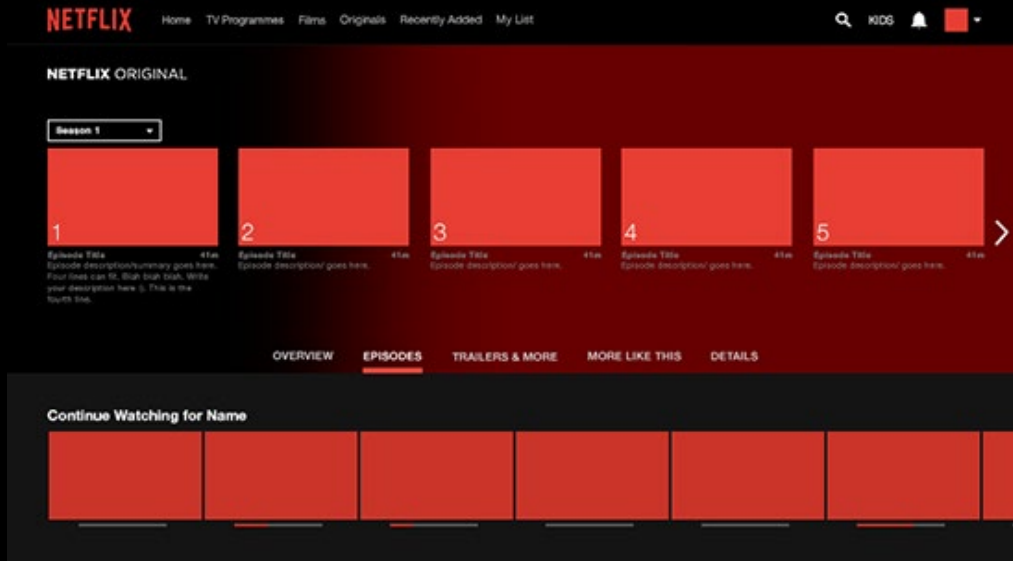 NETFLIX Home TV Programmes Films Originals Recently Added My List KIDS
NETFLIX ORIGINAL
Season 1
1 2 3 4 5
Episode Title 41m Episode Title 41m Episode Title 41m Episode Title 41m Episode Title 41m
Episode description/summary goes here.
Four lines can fit. Blah blah blah. Write
your description here :). This is the
fourth line.
Episode description/ goes here.
Episode description/ goes here.
Episode description/ goes here.
Episode description/ goes here.
OVERVIEW EPISODES TRAILERS & MORE MORE LIKE THIS DETAILS
Continue Watching for Name